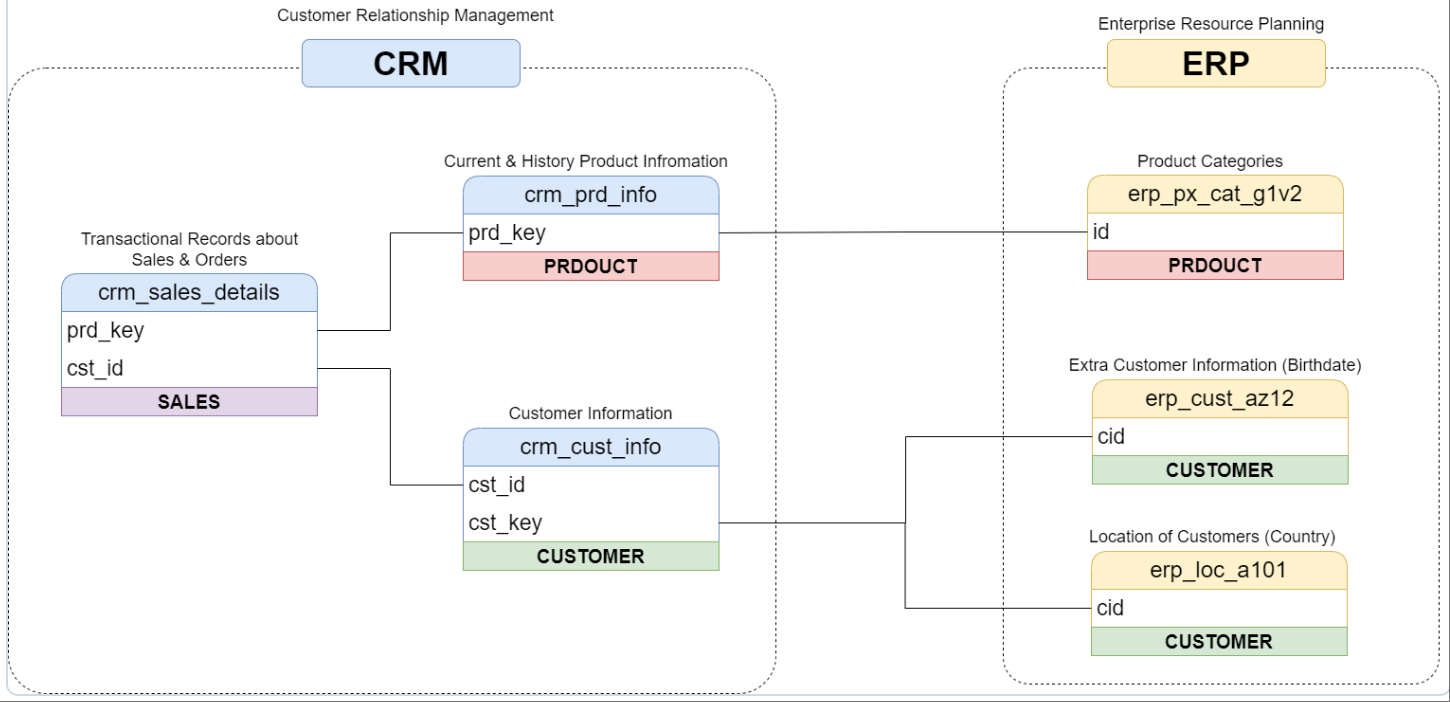 Customer Relationship Management
CRM
Enterprise Resource Planning
ERP
Current & History Product Infromation
crm_prd_info
prd_key
PRDOUCT
Product Categories
erp_px_cat_g1v2
id
PRDOUCT
Transactional Records about
Sales & Orders
crm_sales_details
prd_key
cst_id
SALES
Customer Information
crm_cust_info
cst_id
cst_key
CUSTOMER
Extra Customer Information (Birthdate)
erp_cust_az12
cid
CUSTOMER
Location of Customers (Country)
erp_loc_a101
cid
CUSTOMER